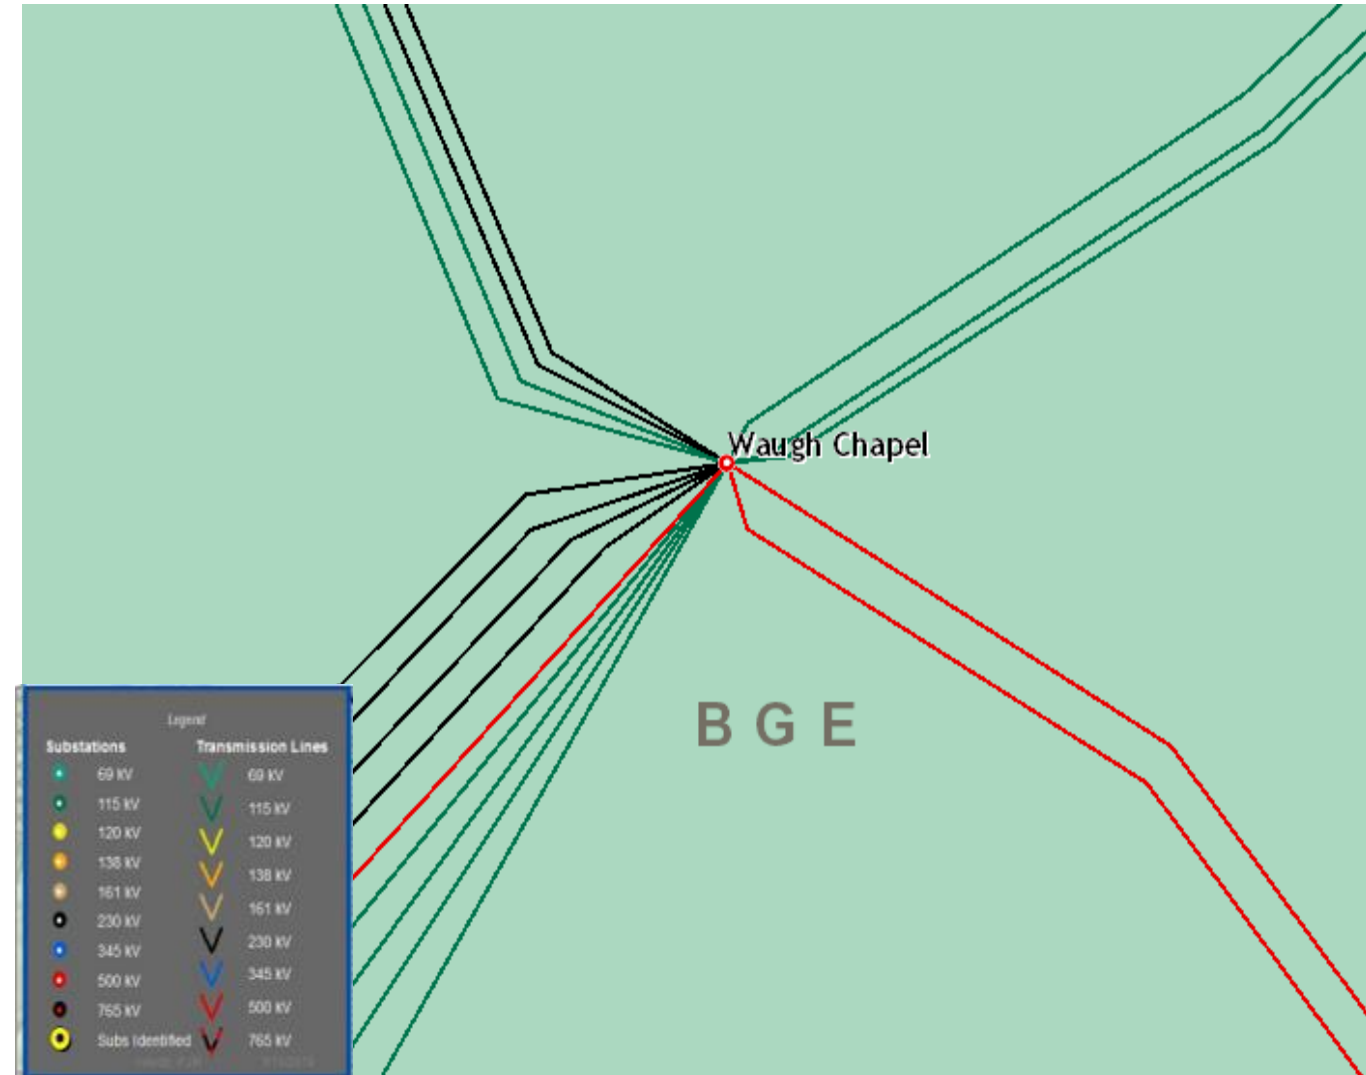 Waugh Chapel
BGE
Legend
Substations Transmission Lines
69 kV 69 kV
115 kV 115 kV
120 kV 120 kV
138 kV 138 kV
161 kV 161 kV
230 kV 230 kV
345 kV 345 kV
500 kV 500 kV
765 kV 765 kV
Subs Identified